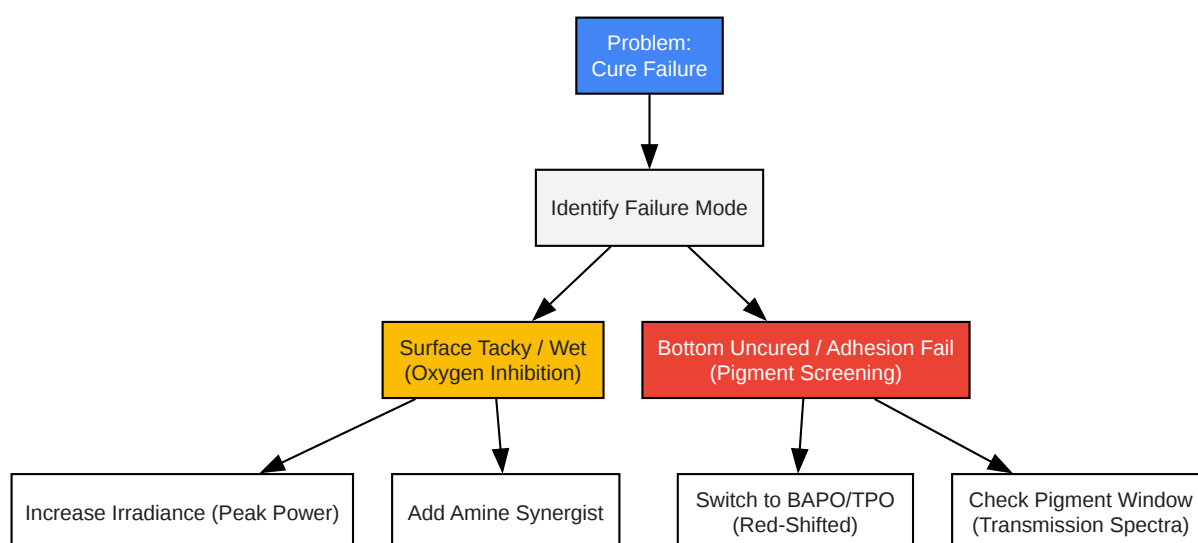 Problem:
Cure Failure
Identify Failure Mode
Surface Tacky / Wet
(Oxygen Inhibition)
Bottom Uncured / Adhesion Fail
(Pigment Screening)
Increase Irradiance (Peak Power)
Add Amine Synergist
Switch to BAPO/TPO
(Red-Shifted)
Check Pigment Window
(Transmission Spectra)